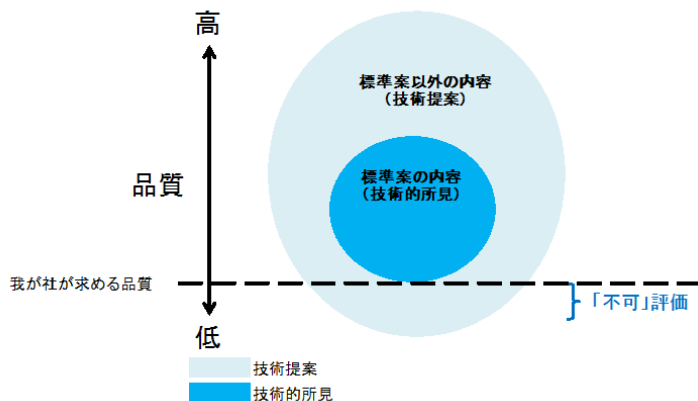 高
標準案以外の内容
（技術提案）
標準案の内容
（技術的所見）
品質
我が社が求める品質
「不可」評価
低
技術提案
技術的所見